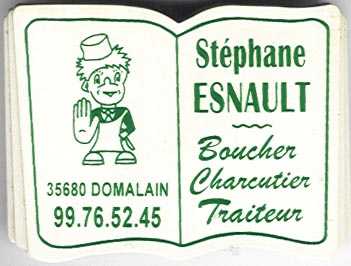 35680 DOMALAIN
99.76.52.45
Stéphane
ESNAULT
Boucher
Charcutier
Traiteur